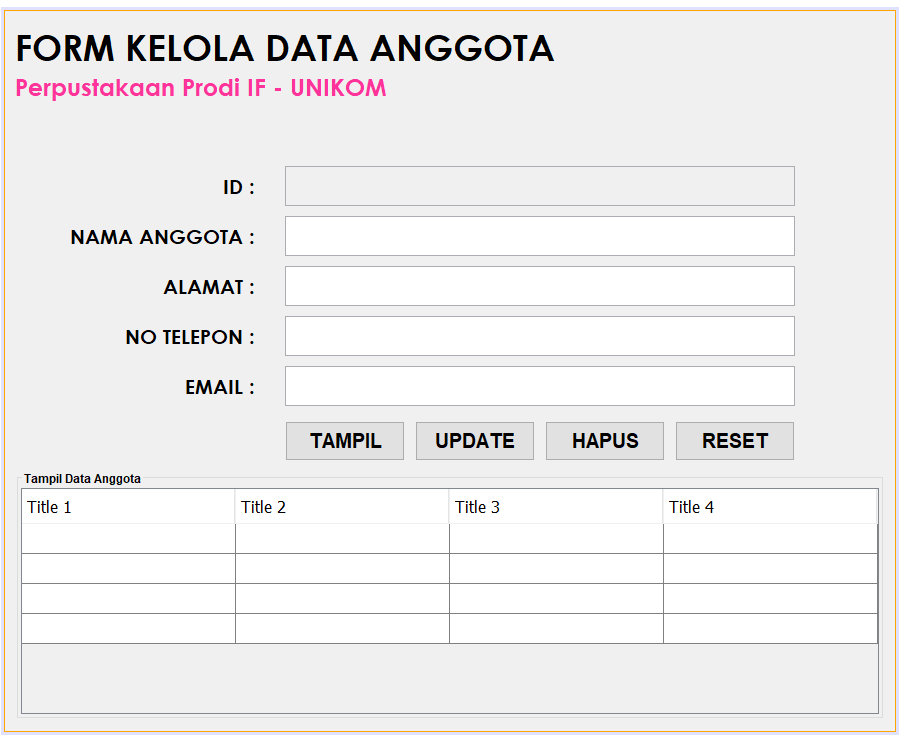 FORM KELOLA DATA ANGGOTA
Perpustakaan Prodi IF - UNIKOM
ID :
NAMA ANGGOTA :
ALAMAT :
NO TELEPON :
EMAIL :
TAMPIL UPDATE HAPUS RESET
Tampil Data Anggota
Title 1 Title 2 Title 3 Title 4